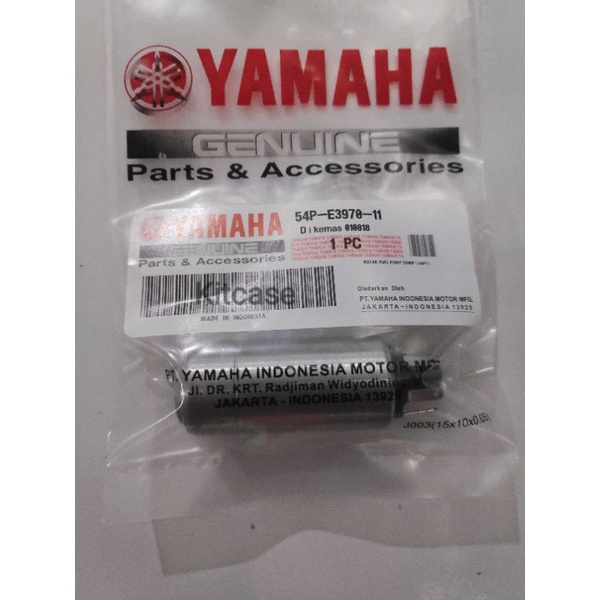 YAMAHA
GENUINE
Parts & Accessories
YAMAHA
GENUINE
Parts & Accessories
54P-E3970-11
Dikemas 010818
1 PC
Kitcase
MADE IN INDONESIA
Diedarkan Oleh
PT. YAMAHA INDONESIA MOTOR MFG.
JAKARTA-INDONESIA 13920
PT. YAMAHA INDONESIA MOTOR MFG
Jl. DR. KRT. Radjiman Widyodining
JAKARTA - INDONESIA 13920
J003(15x10x0,05)